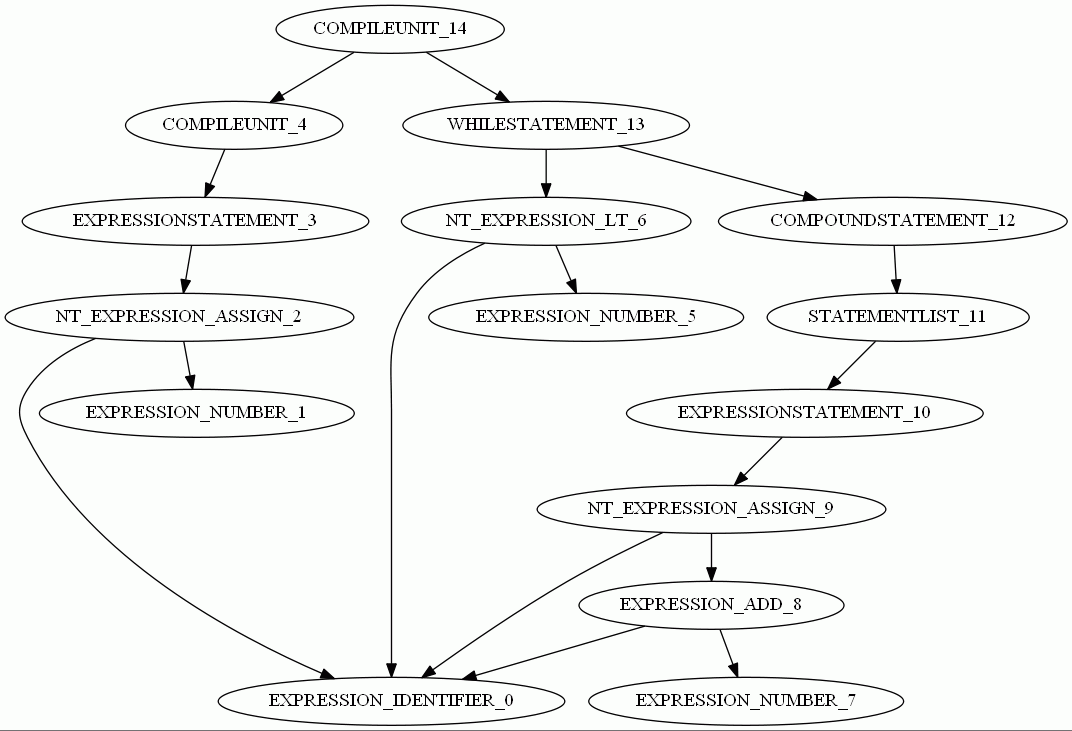 COMPILEUNIT_14
COMPILEUNIT_4
WHILESTATEMENT_13
EXPRESSIONSTATEMENT_3
NT_EXPRESSION_LT_6
COMPOUNDSTATEMENT_12
NT_EXPRESSION_ASSIGN_2
EXPRESSION_NUMBER_5
STATEMENTLIST_11
EXPRESSION_NUMBER_1
EXPRESSIONSTATEMENT_10
NT_EXPRESSION_ASSIGN_9
EXPRESSION_ADD_8
EXPRESSION_IDENTIFIER_0
EXPRESSION_NUMBER_7